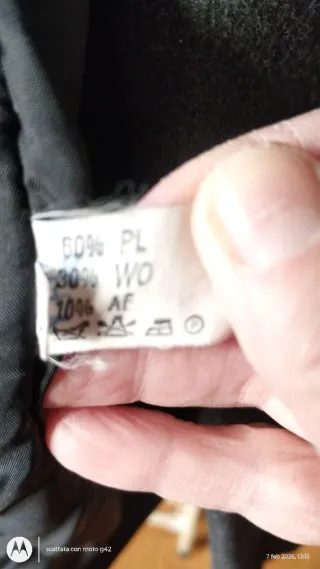 60% PL
30% WO
10% AF
P
scattata con moto g42
7 feb 2026, 13:15